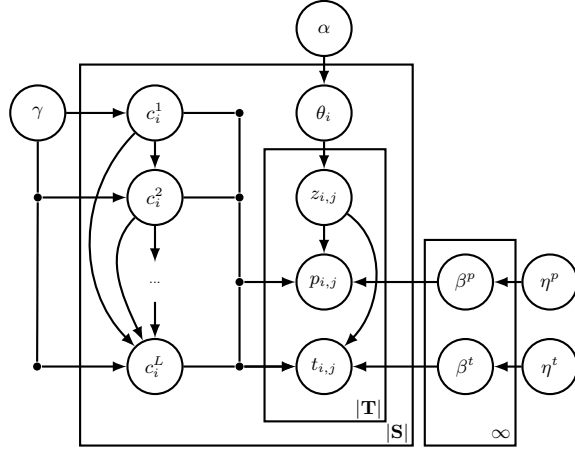 α
γ c_i^1 θ_i
c_i^2 z_{i,j}
... p_{i,j} β^p η^p
c_i^L t_{i,j} β^t η^t
|T|
|S| ∞